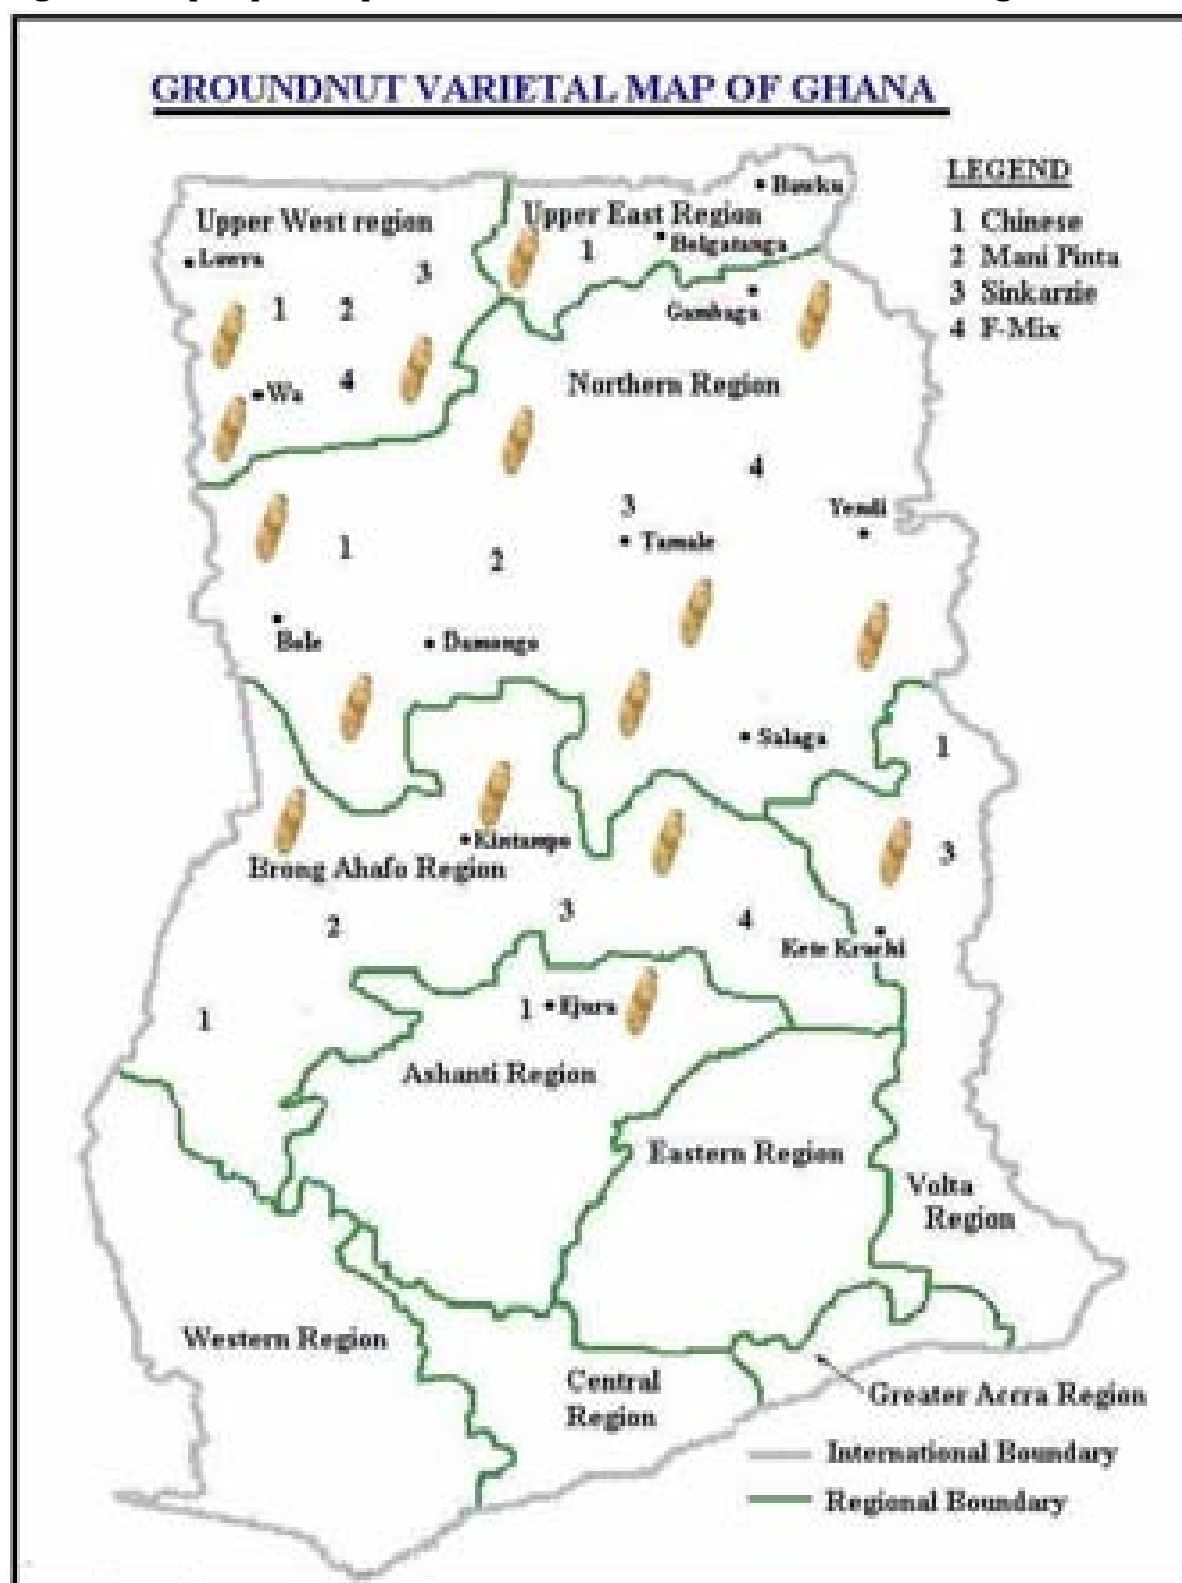 GROUNDNUT VARIETAL MAP OF GHANA
LEGEND
1 Chinese
2 Mani Pinta
3 Sinkarzie
4 F-Mix
Bawku
Upper West region
Upper East Region
Lawra
3
1
Bolgatanga
1 2
Gambaga
Wa
4
Northern Region
4
3
Yendi
1
2
Tamale
Bole
Damongo
Salaga
1
Kintampo
3
Brong Ahafo Region
2
3
4
Kete Krachi
1
1
Ejura
Ashanti Region
Eastern Region
Volta
Region
Western Region
Central
Region
Greater Accra Region
International Boundary
Regional Boundary